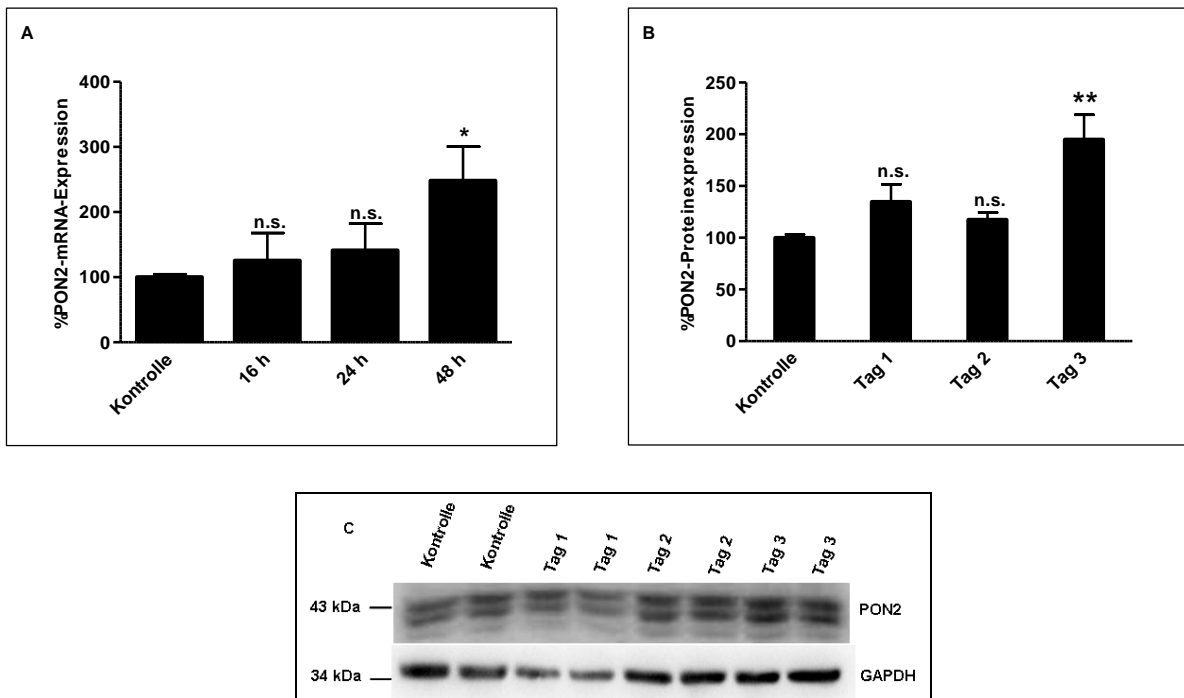 A
%PON2-mRNA-Expression
400
300
200
100
0
n.s.
n.s.
*
Kontrolle
16 h
24 h
48 h
B
%PON2-Proteinexpression
250
200
150
100
50
0
n.s.
n.s.
**
Kontrolle
Tag 1
Tag 2
Tag 3
C
Kontrolle Kontrolle Tag 1 Tag 1 Tag 2 Tag 2 Tag 3 Tag 3
43 kDa PON2
34 kDa GAPDH